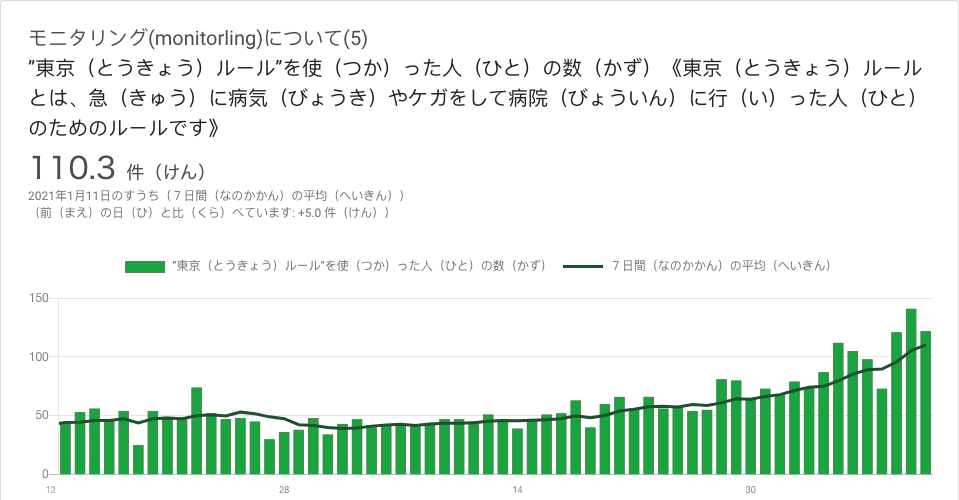 モニタリング(monitorling)について(5)
”東京（とうきょう）ルール”を使（つか）った人（ひと）の数（かず）《東京（とうきょう）ルール
とは、急（きゅう）に病気（びょうき）やケガをして病院（びょういん）に行（い）った人（ひと）
のためのルールです》
110.3 件（けん）
2021年1月11日のすうち（７日間（なのかかん）の平均（へいきん））
（前（まえ）の日（ひ）と比（くら）べています: +5.0 件（けん））
”東京（とうきょう）ルール”を使（つか）った人（ひと）の数（かず） ７日間（なのかかん）の平均（へいきん）
150
100
50
0
12 28 14 30